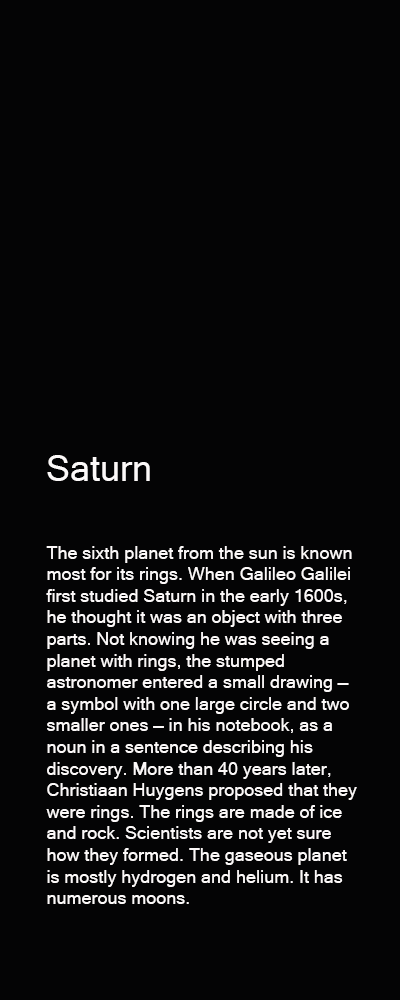 Saturn
The sixth planet from the sun is known
most for its rings. When Galileo Galilei
first studied Saturn in the early 1600s,
he thought it was an object with three
parts. Not knowing he was seeing a
planet with rings, the stumped
astronomer entered a small drawing —
a symbol with one large circle and two
smaller ones — in his notebook, as a
noun in a sentence describing his
discovery. More than 40 years later,
Christiaan Huygens proposed that they
were rings. The rings are made of ice
and rock. Scientists are not yet sure
how they formed. The gaseous planet
is mostly hydrogen and helium. It has
numerous moons.